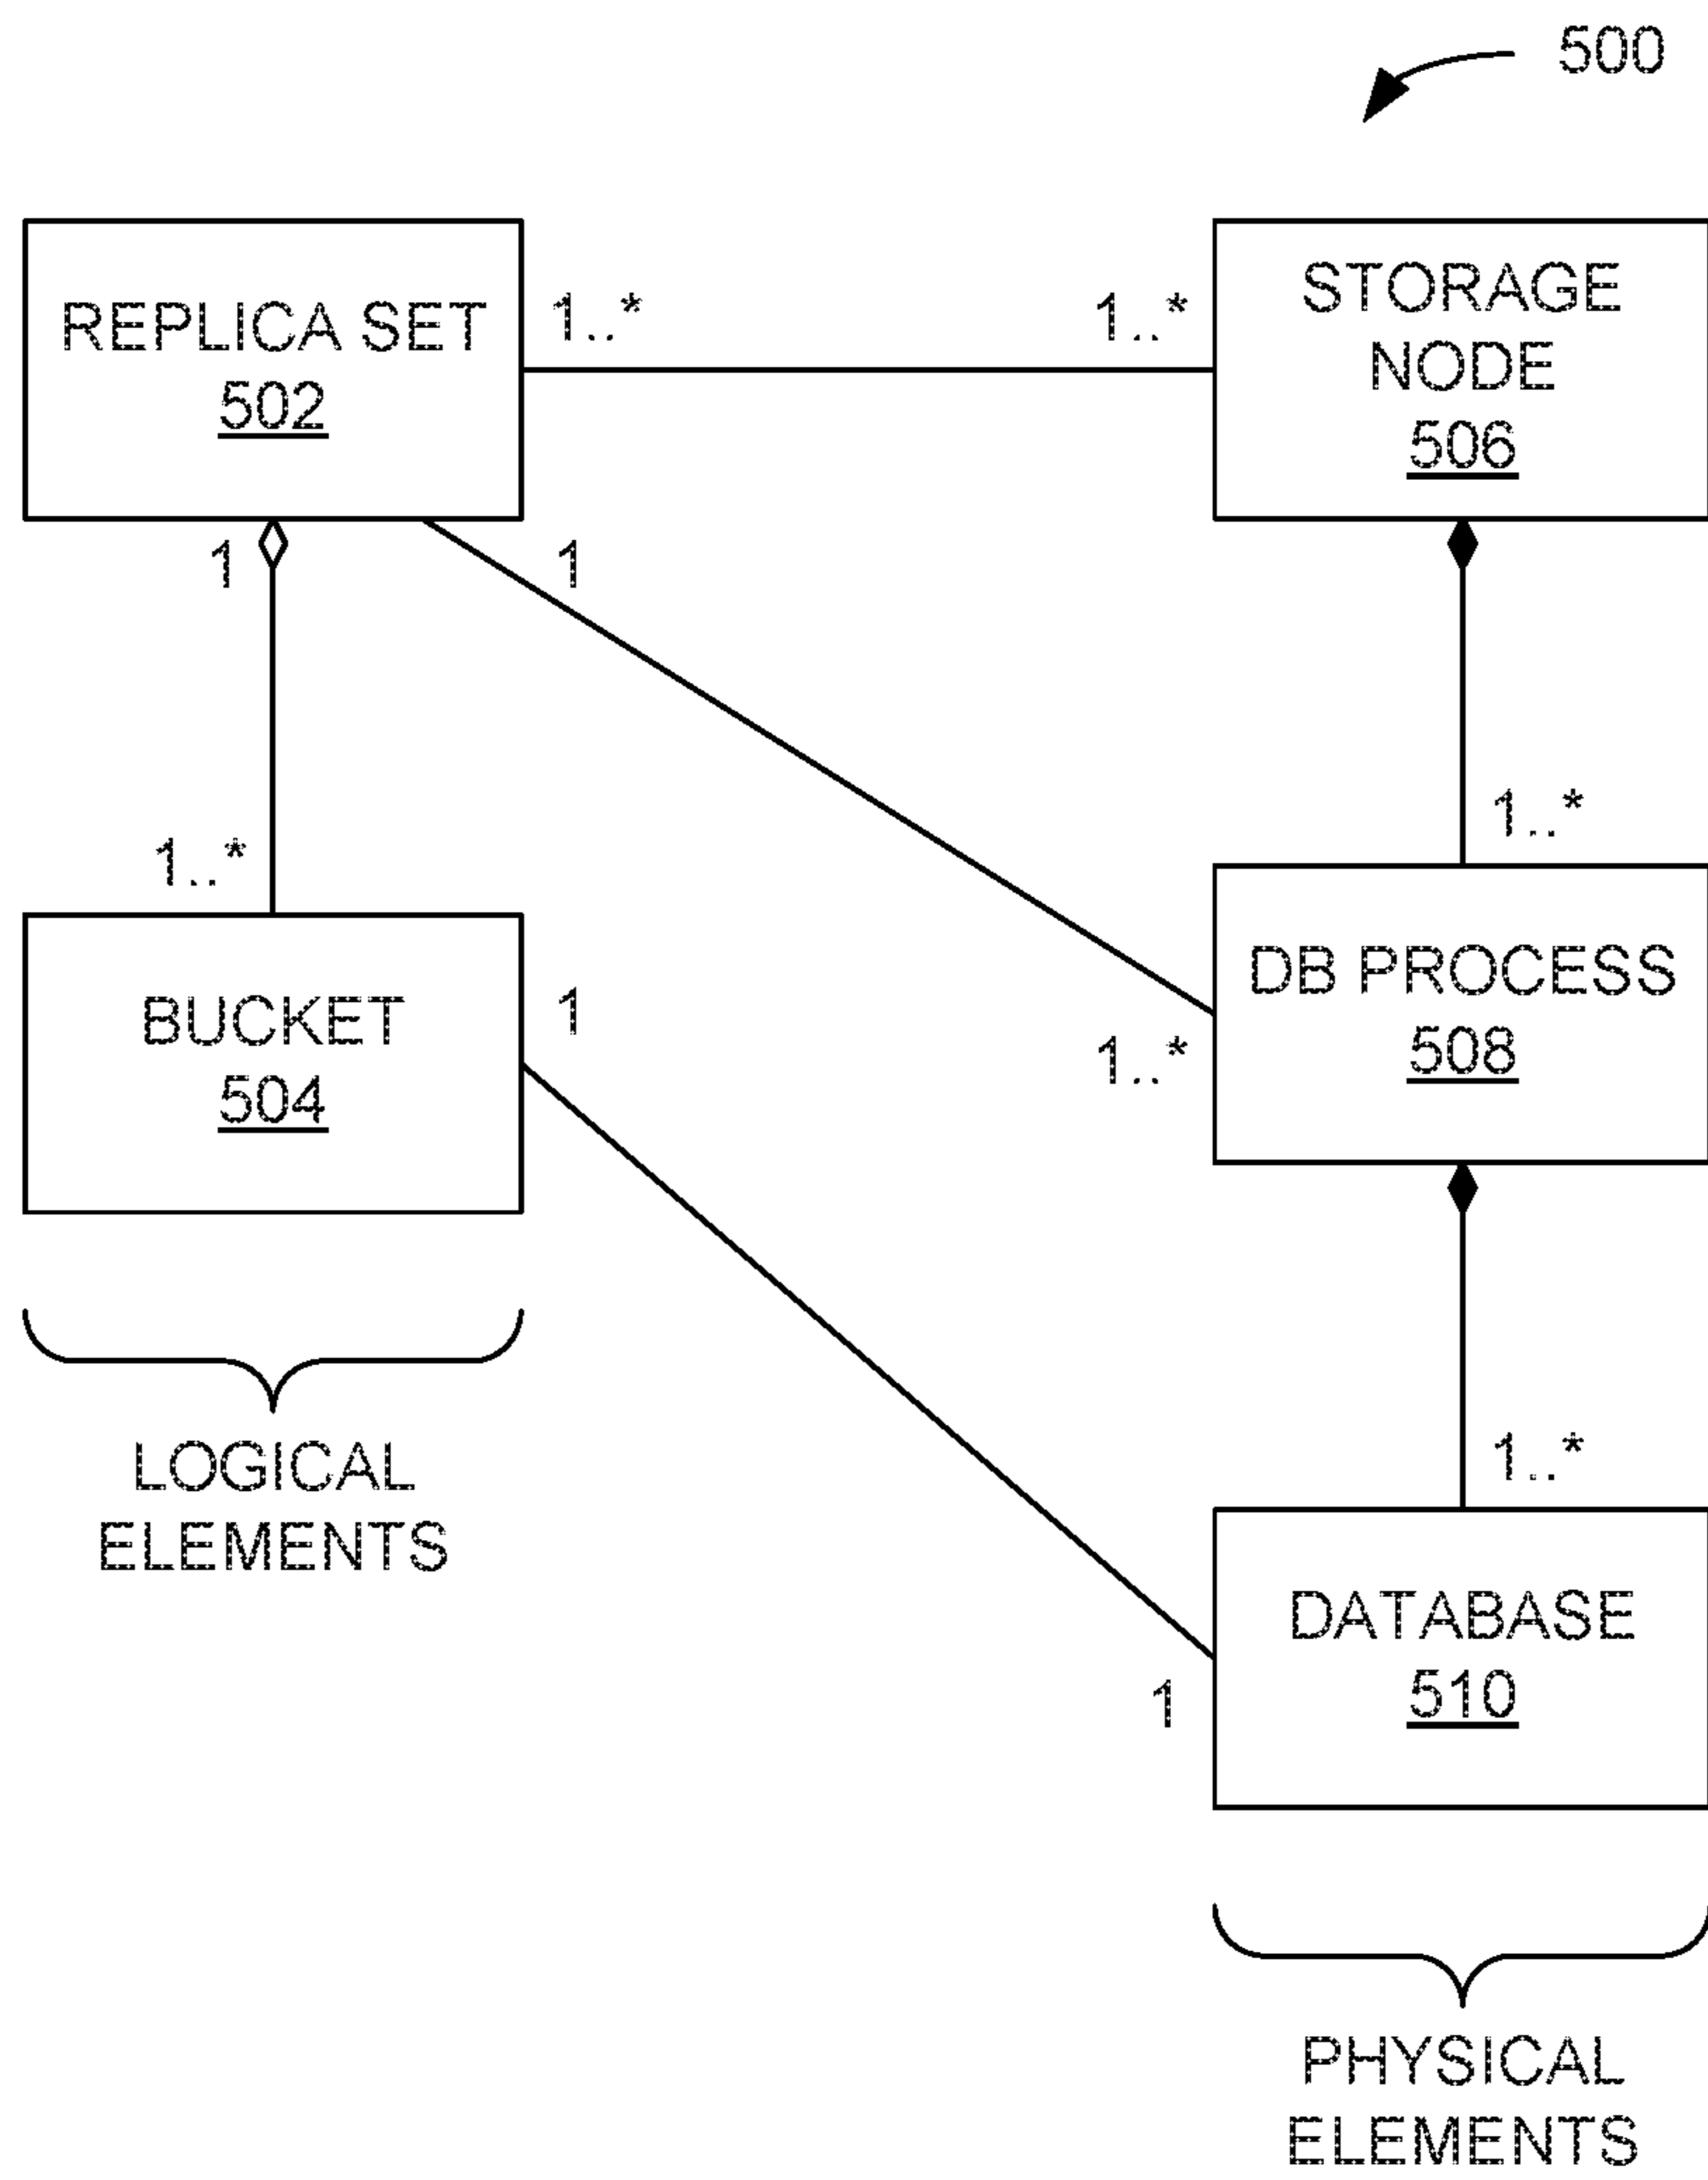 500
REPLICA SET
502
1..*
1..*
STORAGE
NODE
506
1
1
1..*
1..*
BUCKET
504
1
DB PROCESS
508
1..*
LOGICAL
ELEMENTS
1..*
DATABASE
510
1
PHYSICAL
ELEMENTS